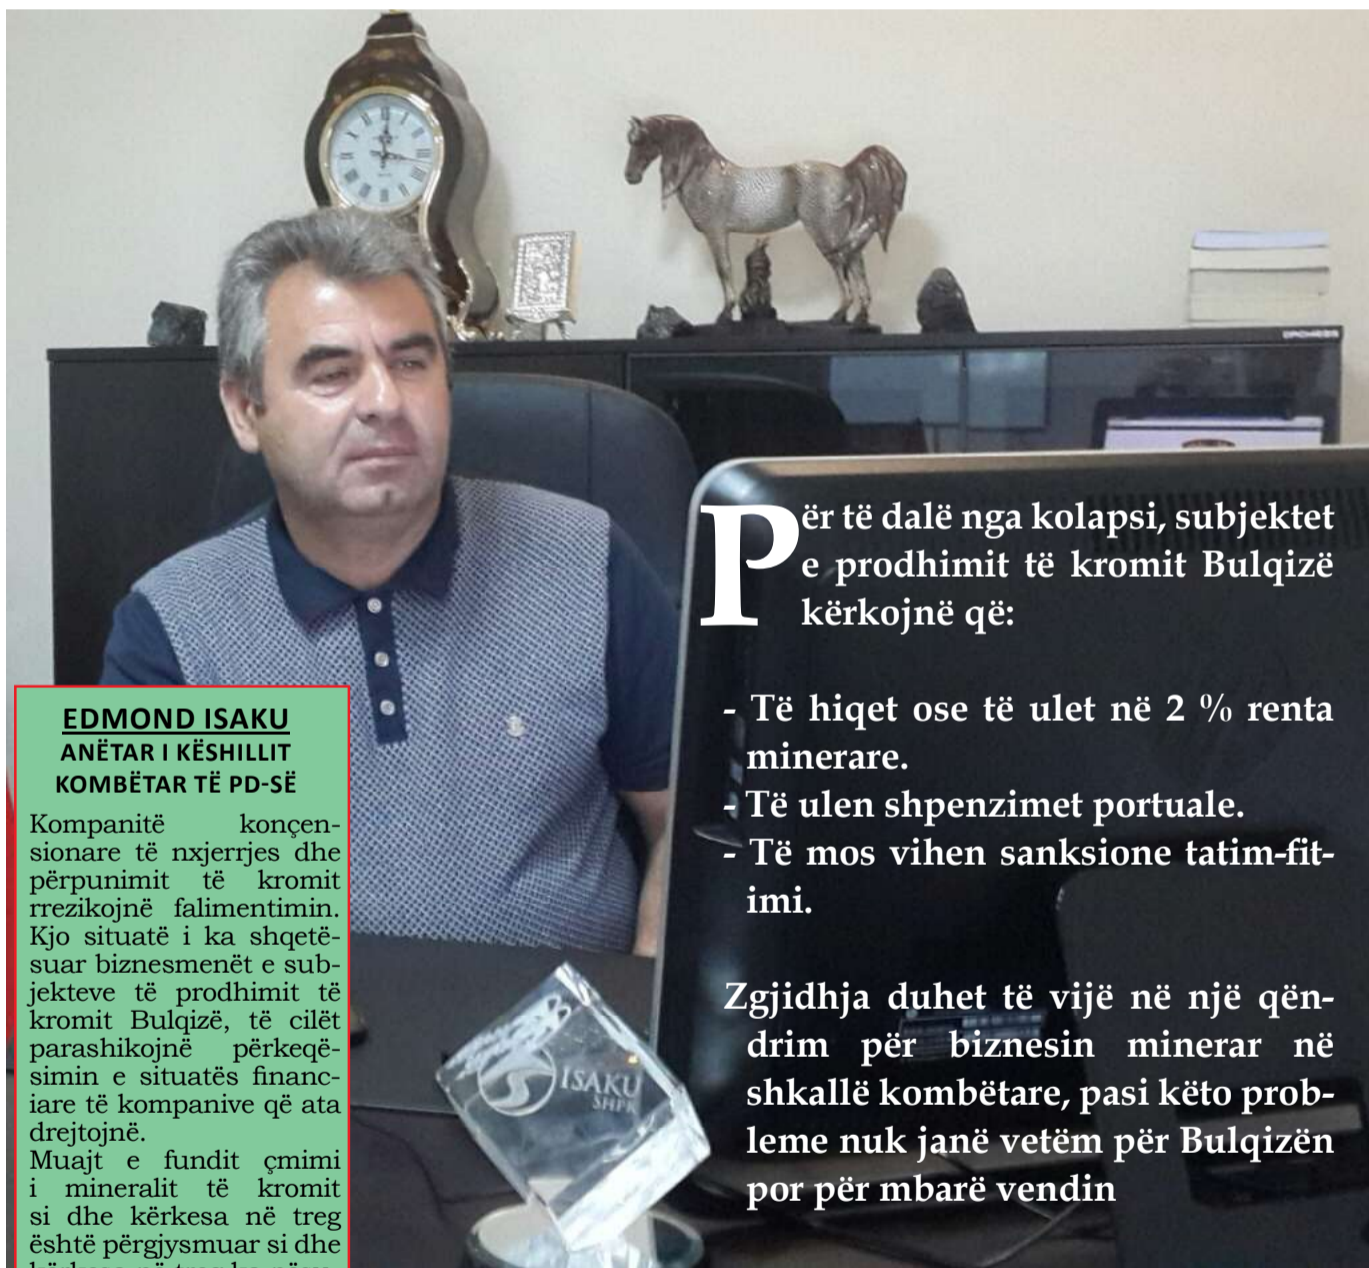 Për të dalë nga kolapsi, subjektet
e prodhimit të kromit Bulqizë
kërkojnë që:
- Të hiqet ose të ulet në 2 % renta
minerare.
- Të ulen shpenzimet portuale.
- Të mos vihen sanksione tatim-fit-
imi.
Zgjidhja duhet të vijë në një qën-
drim për biznesin minerar në
shkallë kombëtare, pasi këto prob-
leme nuk janë vetëm për Bulqizën
por për mbarë vendin
EDMOND ISAKU
ANËTAR I KËSHILLIT
KOMBËTAR TË PD-SË
Kompanitë konçen-
sionare të nxjerrjes dhe
përpunimit të kromit
rrezikojnë falimentimin.
Kjo situatë i ka shqetë-
suar biznesmenët e sub-
jekteve të prodhimit të
kromit Bulqizë, të cilët
parashikojnë përkeqë-
simin e situatës financ-
iare të kompanive që ata
drejtojnë.
Muajt e fundit çmimi
i mineralit të kromit
si dhe kërkesa në treg
është përgjysmuar si dhe
ISAKU
SHPK